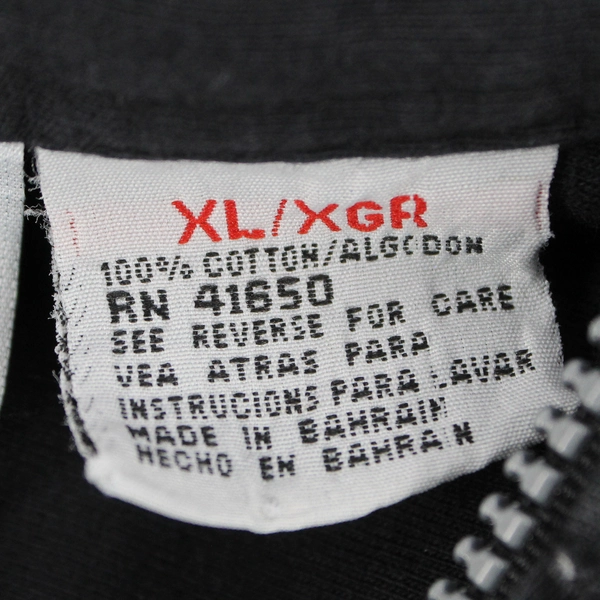 XL/XGR
100% COTTON/ALGODON
RN 41650
SEE REVERSE FOR CARE
VEA ATRAS PARA
INSTRUCIONS PARA LAVAR
MADE IN BAHRAIN
HECHO EN BAHRAIN